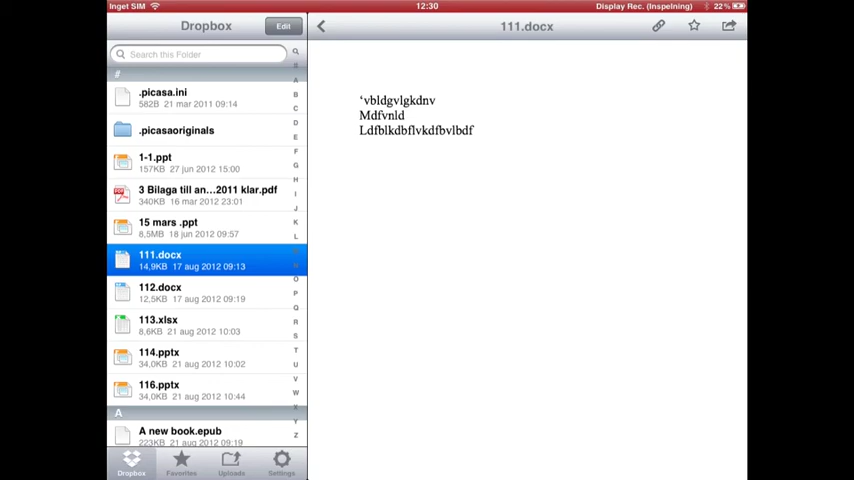 Inget SIM
12:30
Display Rec. (Inspelning)
22%
Dropbox
Edit
111.docx
Search this Folder
#
.picasa.ini
582B 21 mar 2011 09:14
.picasaoriginals
1-1.ppt
157KB 27 jun 2012 15:00
3 Bilaga till an...2011 klar.pdf
340KB 16 mar 2012 23:01
15 mars .ppt
8,5MB 18 jun 2012 09:57
111.docx
14,9KB 17 aug 2012 09:13
112.docx
12,5KB 17 aug 2012 09:19
113.xlsx
8,6KB 21 aug 2012 10:03
114.pptx
34,0KB 21 aug 2012 10:02
116.pptx
34,0KB 21 aug 2012 10:44
A
A new book.epub
223KB 21 aug 2012 09:19
#
A
B
C
D
E
F
G
H
I
J
K
L
O
P
Q
R
S
T
U
V
W
X
Y
Z
Dropbox
Favorites
Uploads
Settings
‘vbldgvlgkdnv
Mdfvnld
Ldfblkdbflvkdfbvlbdf